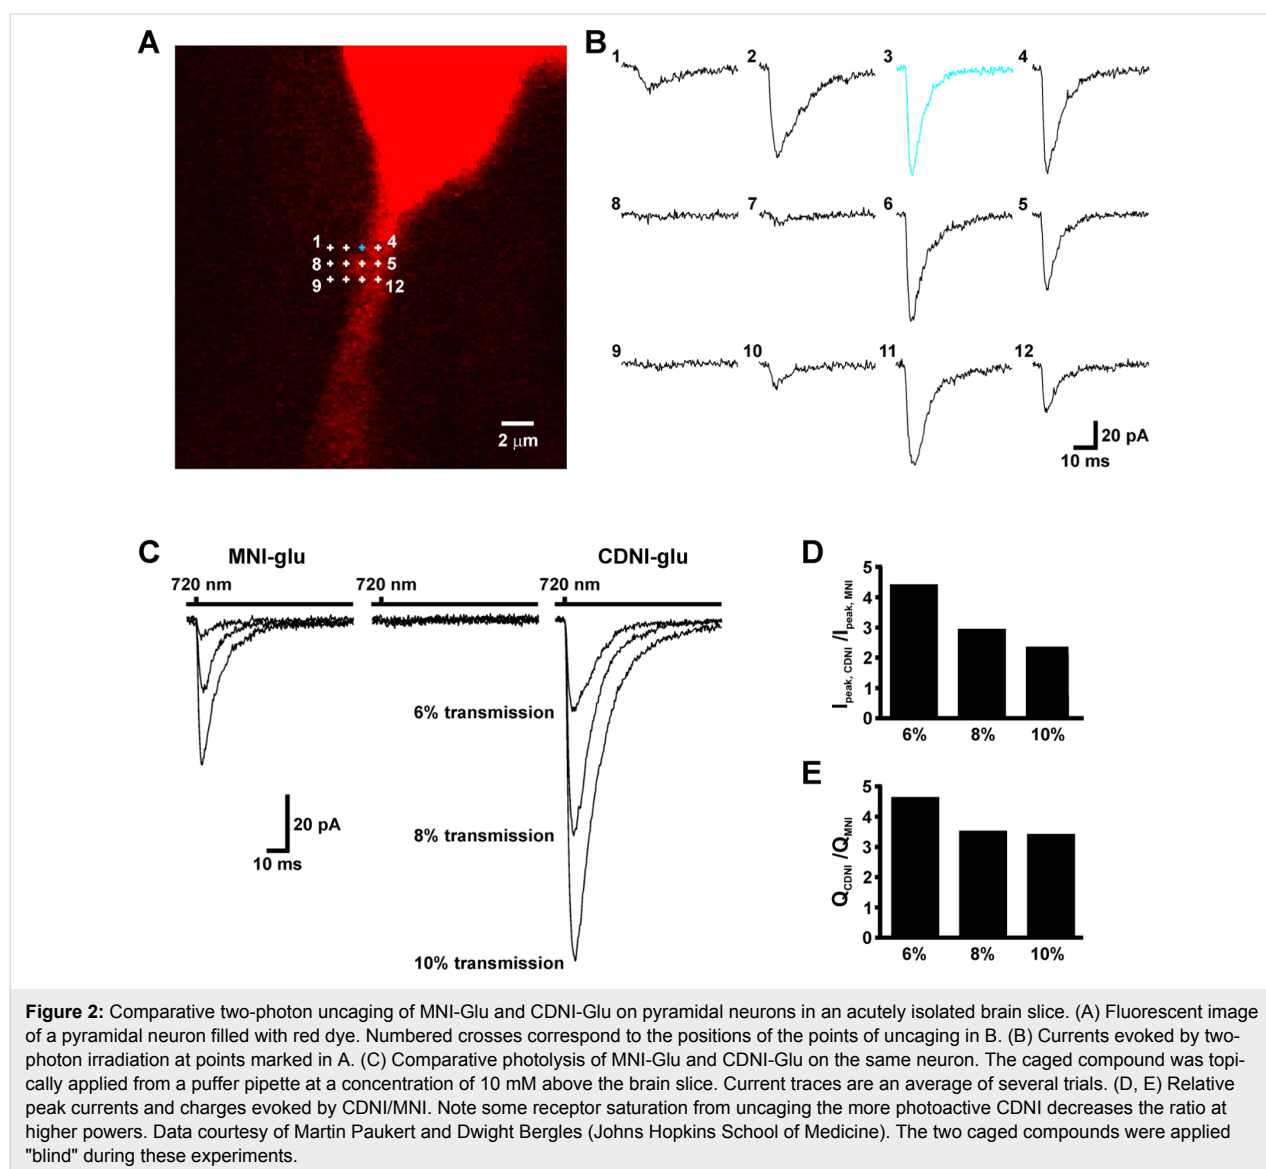 A
1
4
8
5
9
12
2 μm
B
1 2 3 4
8 7 6 5
9 10 11 12
20 pA
10 ms
C
MNI-glu CDNI-glu
720 nm 720 nm 720 nm
6% transmission
8% transmission
10% transmission
20 pA
10 ms
D
I peak, CDNI /I peak, MNI
5
4
3
2
1
0
6% 8% 10%
E
Q CDNI /Q MNI
5
4
3
2
1
0
6% 8% 10%
Figure 2: Comparative two-photon uncaging of MNI-Glu and CDNI-Glu on pyramidal neurons in an acutely isolated brain slice. (A) Fluorescent image
of a pyramidal neuron filled with red dye. Numbered crosses correspond to the positions of the points of uncaging in B. (B) Currents evoked by two-
photon irradiation at points marked in A. (C) Comparative photolysis of MNI-Glu and CDNI-Glu on the same neuron. The caged compound was topi-
cally applied from a puffer pipette at a concentration of 10 mM above the brain slice. Current traces are an average of several trials. (D, E) Relative
peak currents and charges evoked by CDNI/MNI. Note some receptor saturation from uncaging the more photoactive CDNI decreases the ratio at
higher powers. Data courtesy of Martin Paukert and Dwight Bergles (Johns Hopkins School of Medicine). The two caged compounds were applied
"blind" during these experiments.